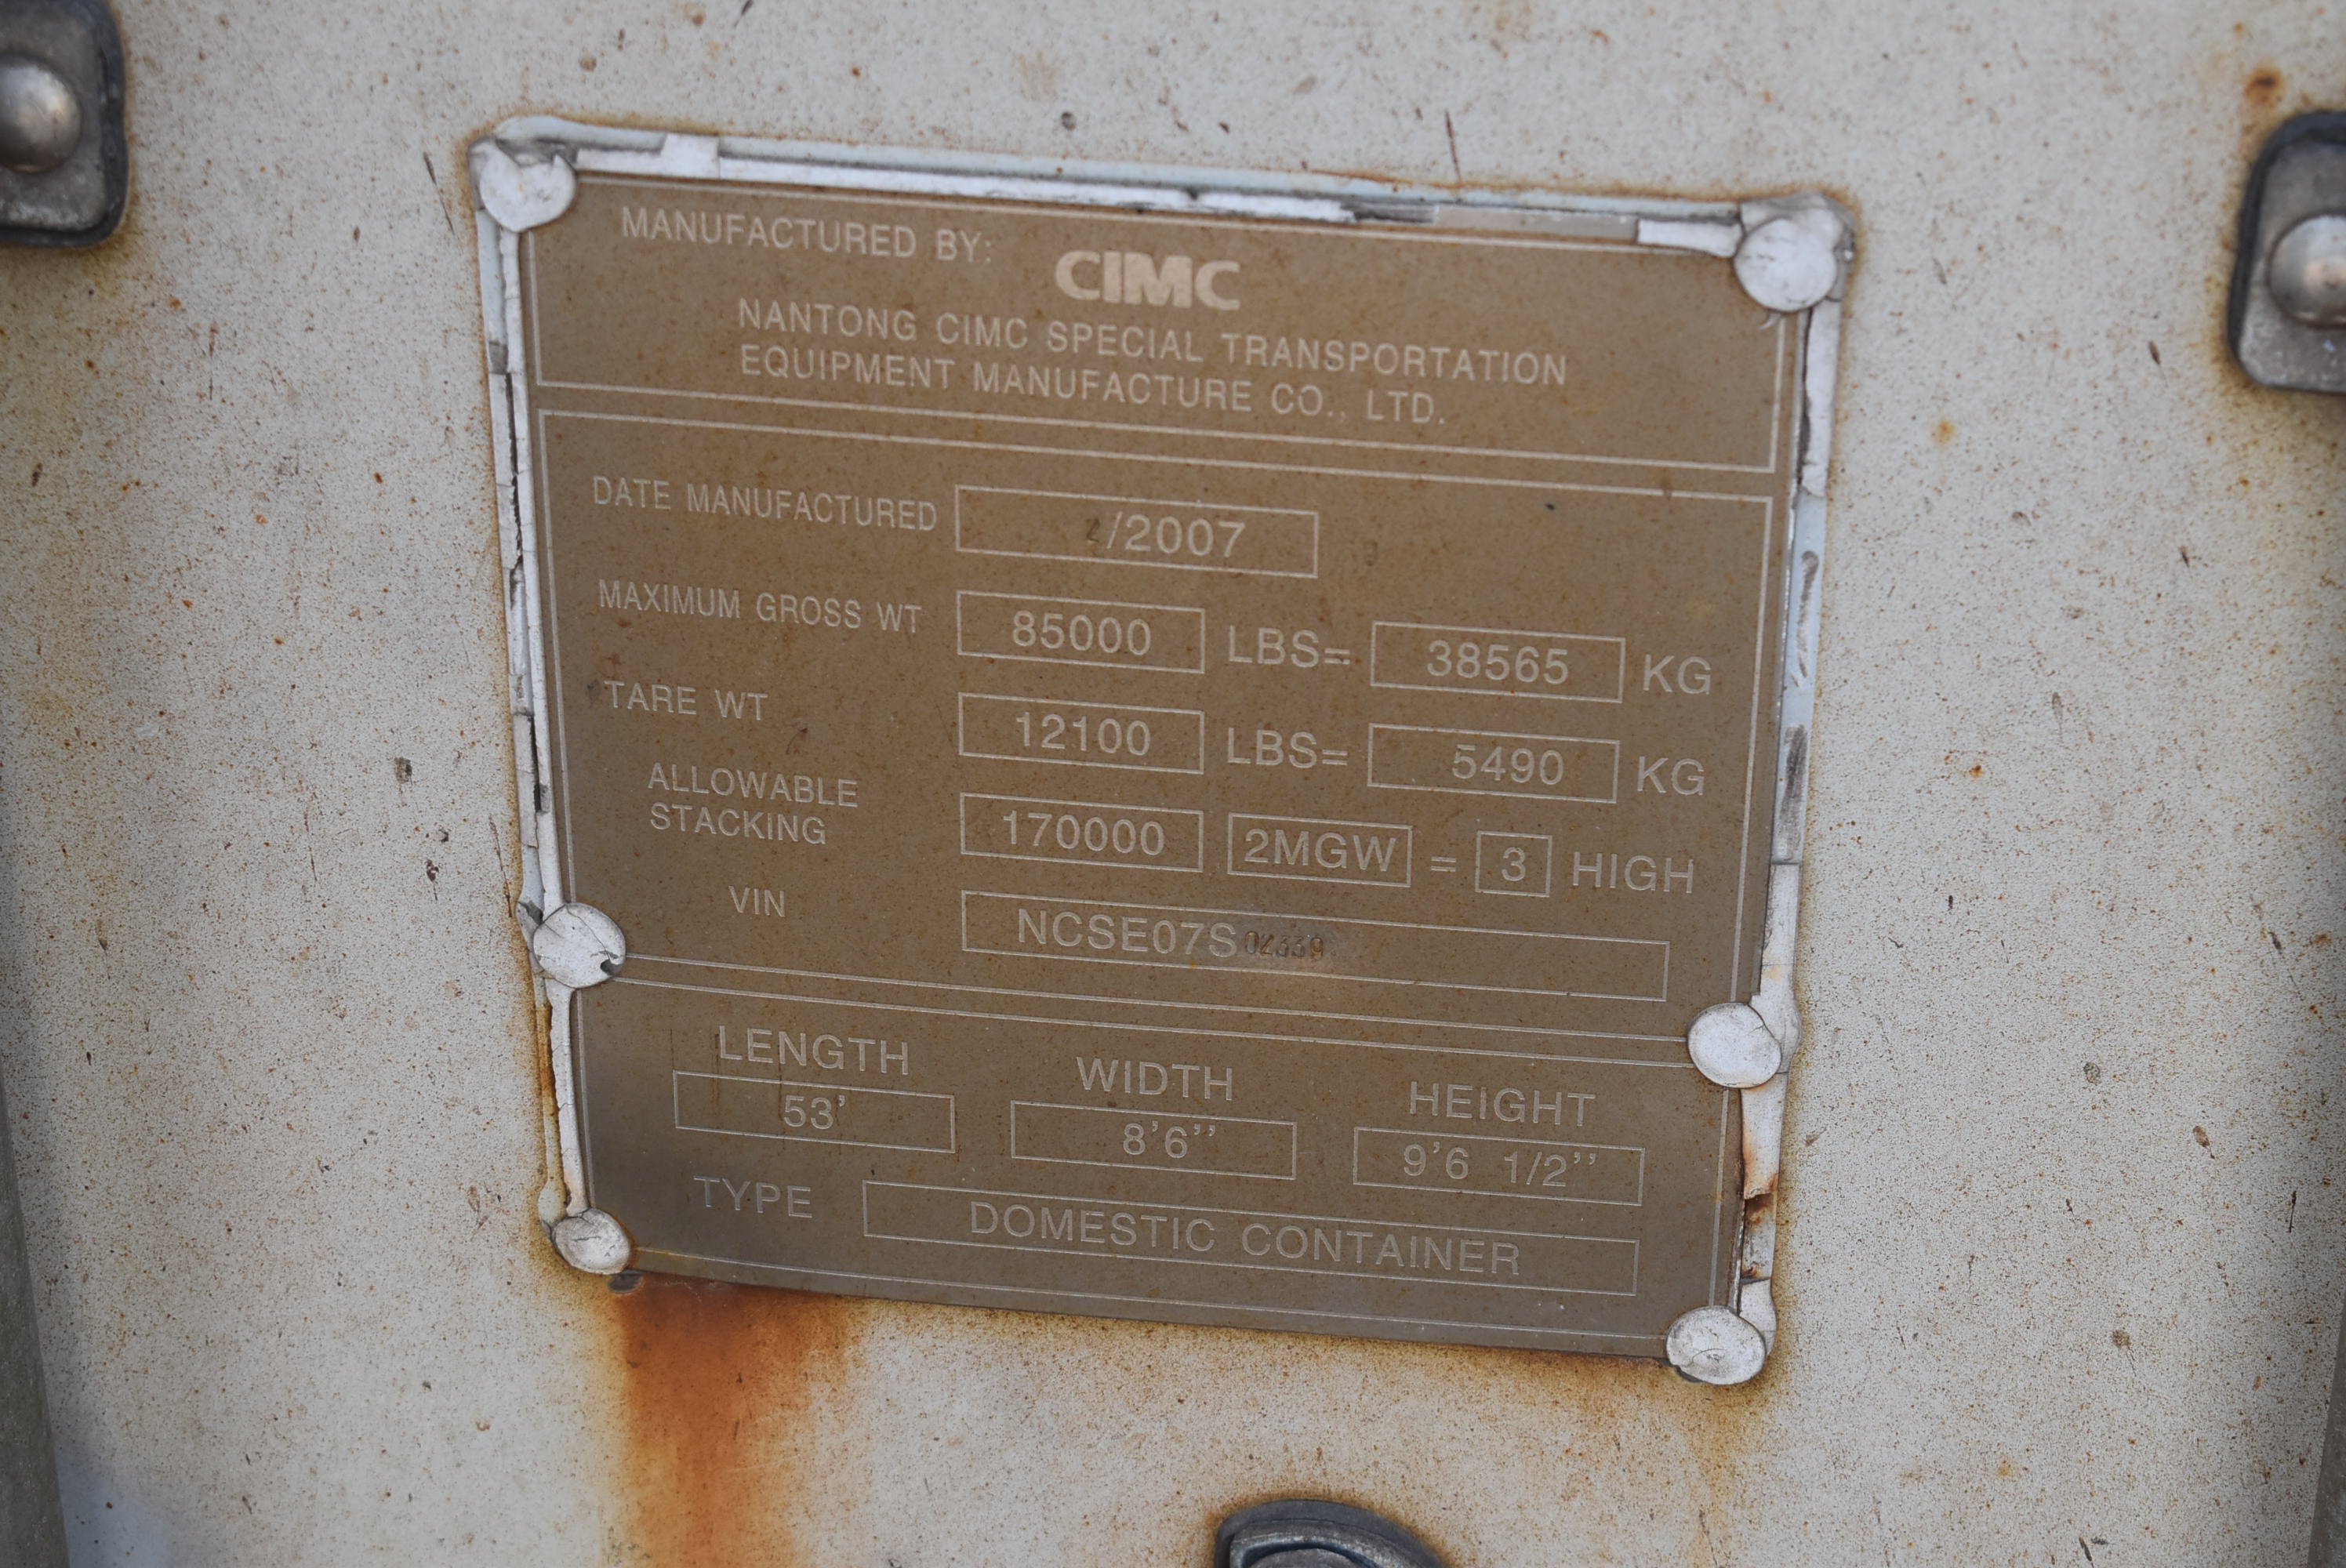 MANUFACTURED BY:
CIMC
NANTONG CIMC SPECIAL TRANSPORTATION
EQUIPMENT MANUFACTURE CO., LTD.
DATE MANUFACTURED /2007
MAXIMUM GROSS WT 85000 LBS= 38565 KG
TARE WT 12100 LBS= 5490 KG
ALLOWABLE
STACKING 170000 2MGW = 3 HIGH
VIN NCSE07S
LENGTH WIDTH HEIGHT
53' 8'6'' 9'6 1/2''
TYPE DOMESTIC CONTAINER